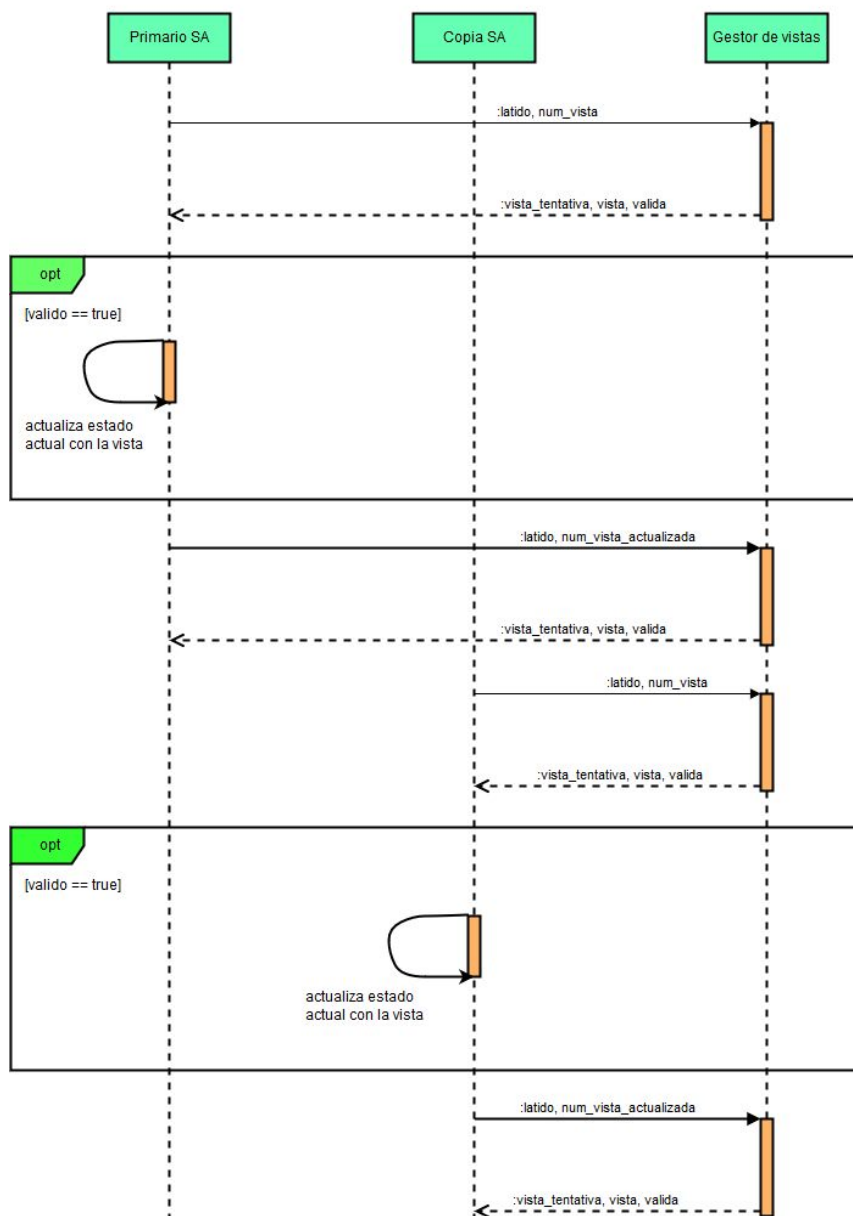 Primario SA
Copia SA
Gestor de vistas
:latido, num_vista
:vista_tentativa, vista, valida
opt
[valido == true]
actualiza estado
actual con la vista
:latido, num_vista_actualizada
:vista_tentativa, vista, valida
:latido, num_vista
:vista_tentativa, vista, valida
opt
[valido == true]
actualiza estado
actual con la vista
:latido, num_vista_actualizada
:vista_tentativa, vista, valida